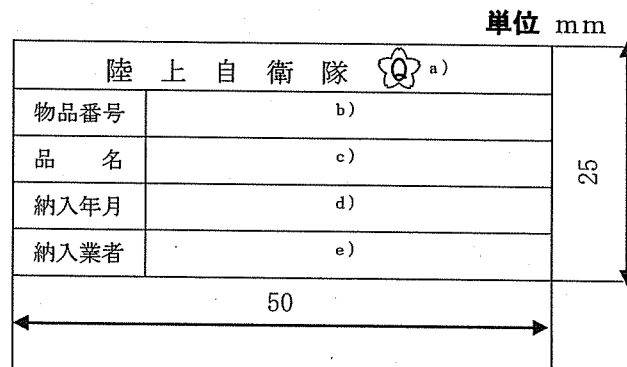 単位 mm
陸上自衛隊 Q a)
物品番号 b)
品名 c)
納入年月 d)
納入業者 e)
25
50